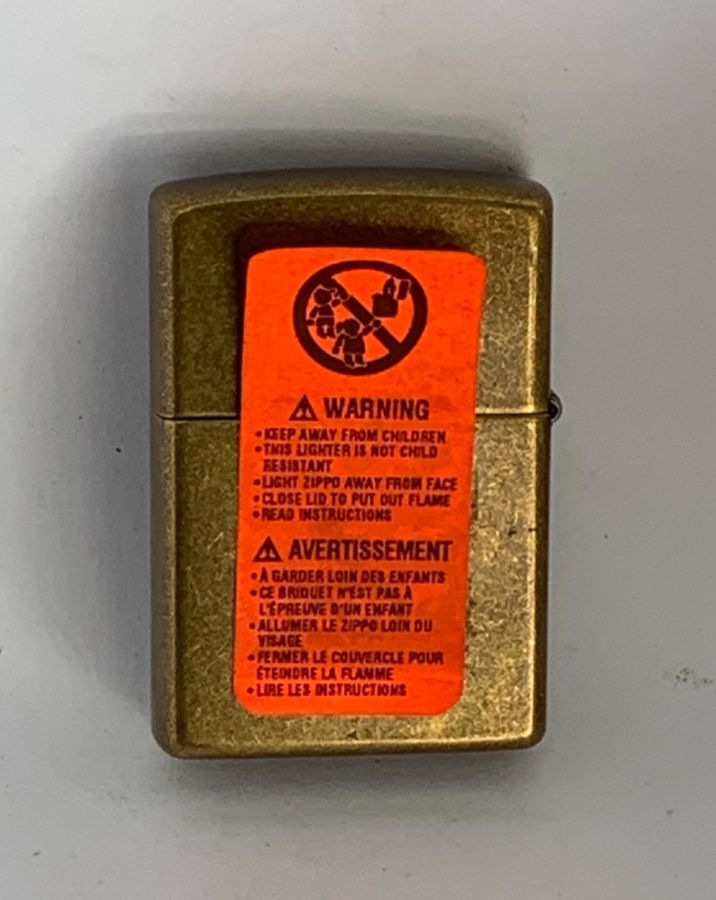 WARNING
•KEEP AWAY FROM CHILDREN
•THIS LIGHTER IS NOT CHILD
RESISTANT
•LIGHT ZIPPO AWAY FROM FACE
•CLOSE LID TO PUT OUT FLAME
•READ INSTRUCTIONS
AVERTISSEMENT
•À GARDER LOIN DES ENFANTS
•CE BRIQUET N'EST PAS À
L'ÉPREUVE D'UN ENFANT
•ALLUMER LE ZIPPO LOIN DU
VISAGE
•FERMER LE COUVERCLE POUR
ÉTEINDRE LA FLAMME
•LIRE LES INSTRUCTIONS